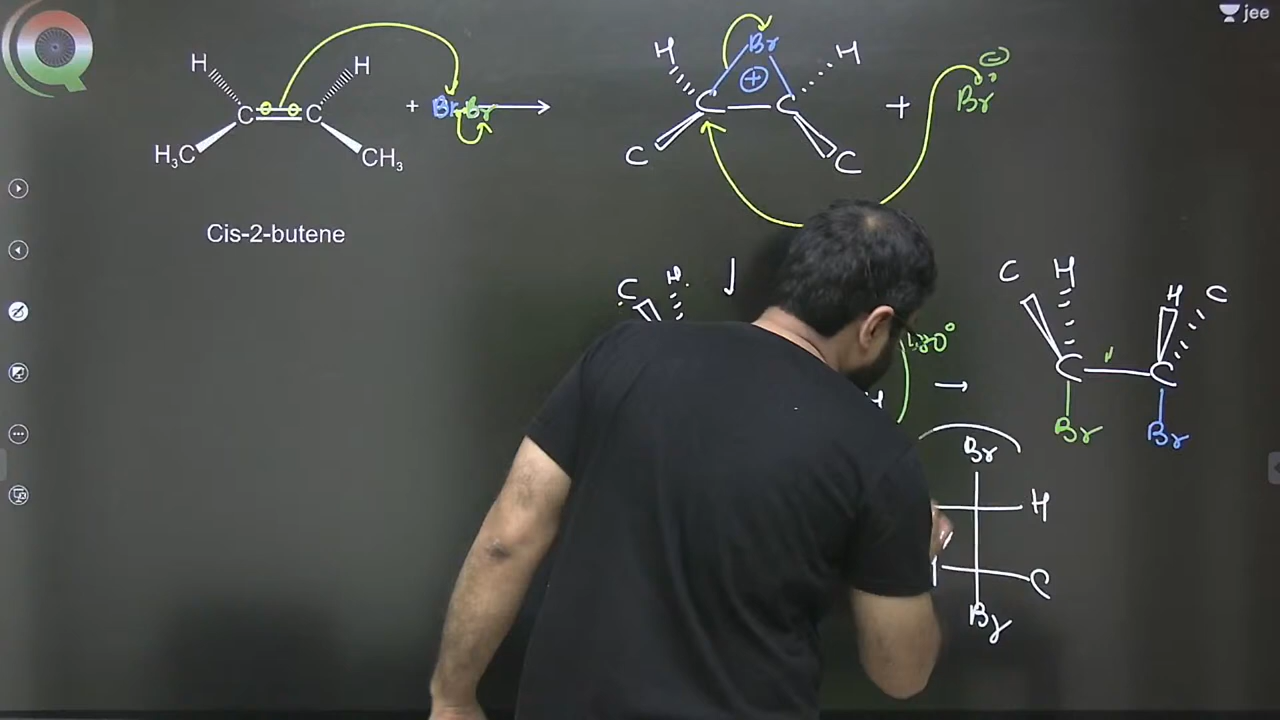 jee
H H
C C
H₃C CH₃
+ Br Br
Cis-2-butene
H Br H
⊕
C C
C C
+ Br ⊖
C H
180°
H
C H H C
C C
Br Br
Br
H
C
Br